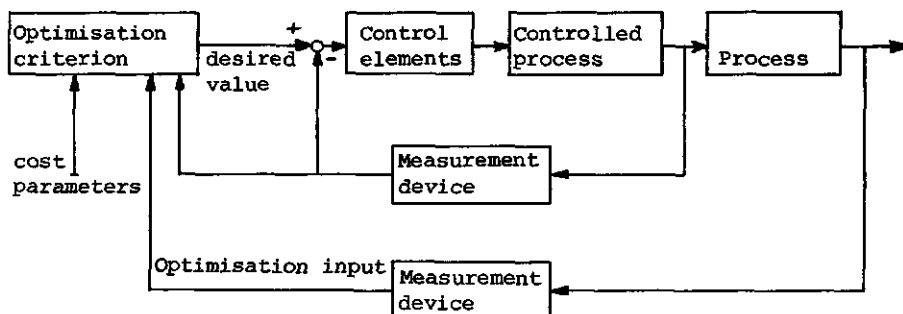 Optimisation
criterion
+
desired
value
-
Control
elements
Controlled
process
Process
cost
parameters
Measurement
device
Optimisation input
Measurement
device